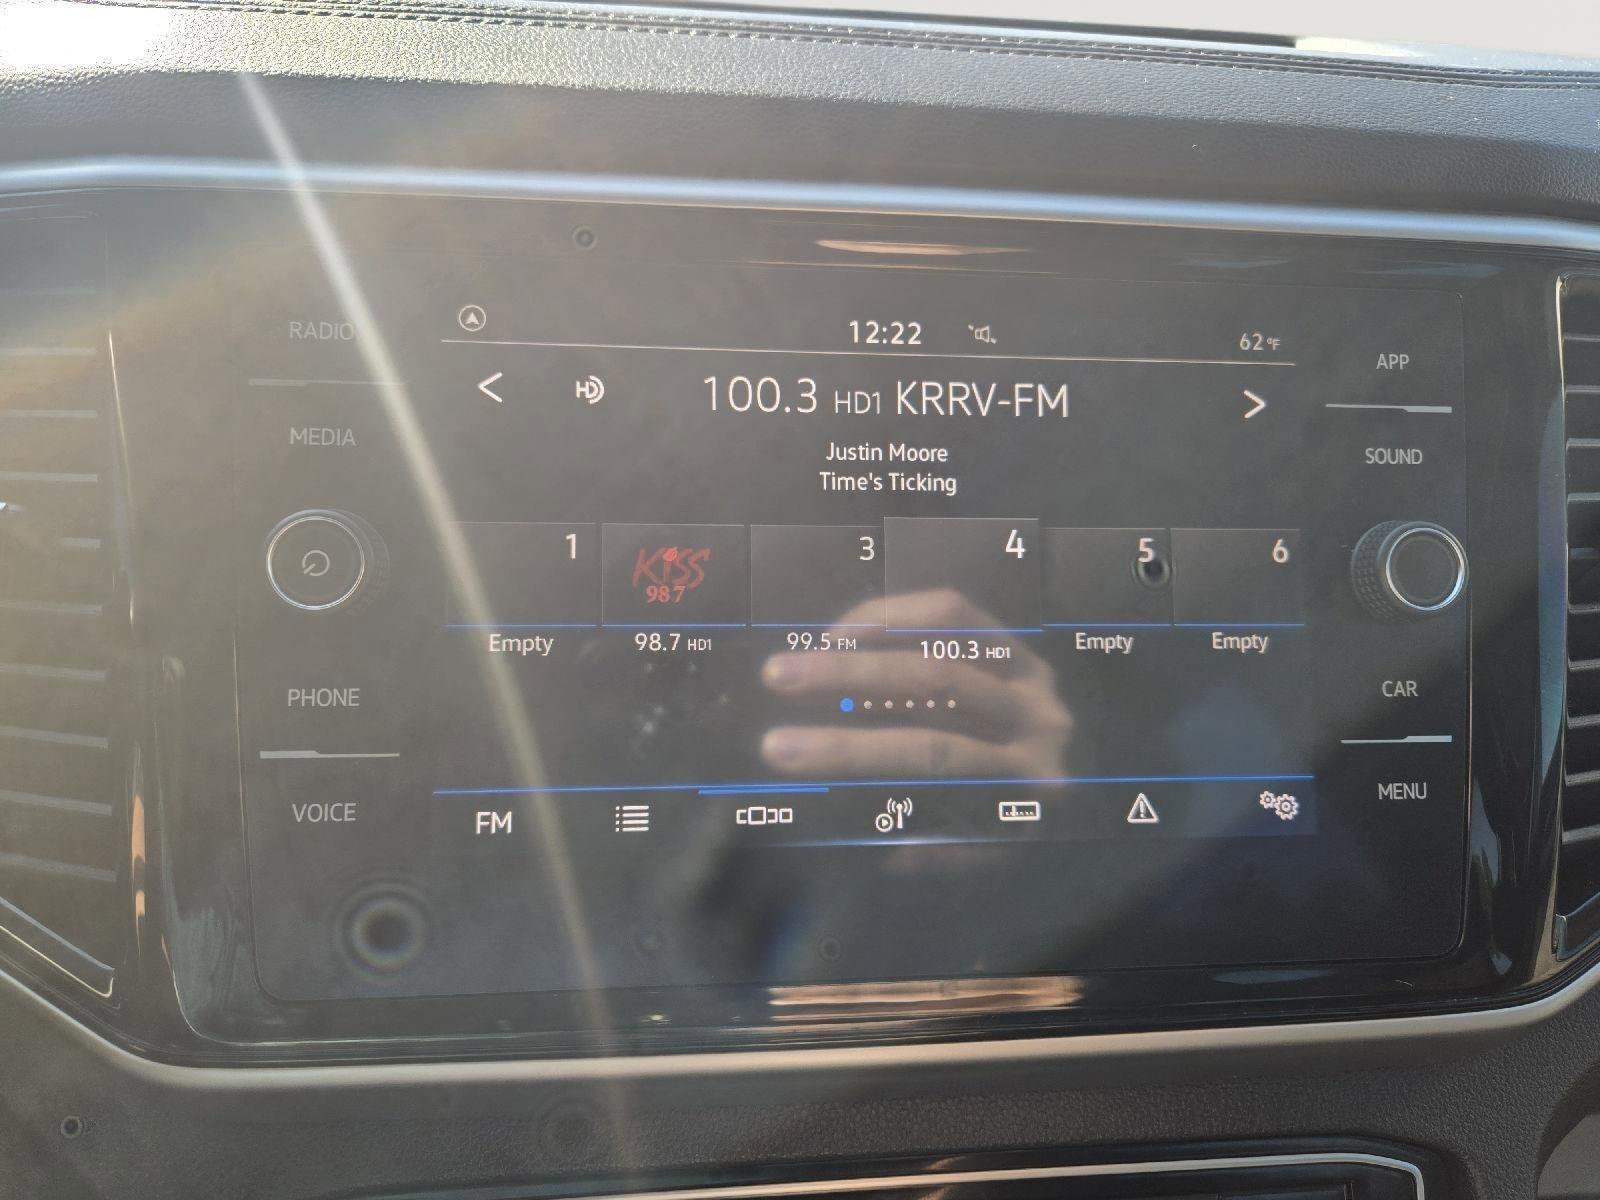 RADIO
MEDIA
PHONE
VOICE
12:22
62°F
HD
100.3 HD1 KRRV-FM
Justin Moore
Time's Ticking
1
KiSS
98.7
3
4
5
6
Empty
98.7 HD1
99.5 FM
100.3 HD1
Empty
Empty
FM
APP
SOUND
CAR
MENU